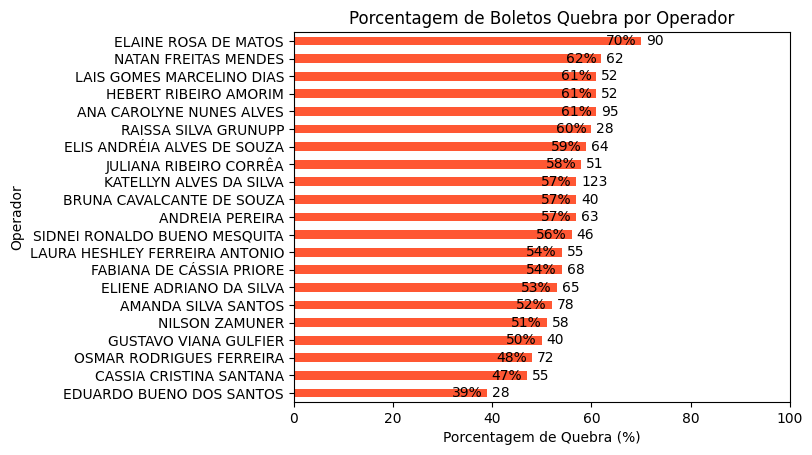 Porcentagem de Boletos Quebra por Operador
Operador
ELAINE ROSA DE MATOS 70% 90
NATAN FREITAS MENDES 62% 62
LAIS GOMES MARCELINO DIAS 61% 52
HEBERT RIBEIRO AMORIM 61% 52
ANA CAROLYNE NUNES ALVES 61% 95
RAISSA SILVA GRUNUPP 60% 28
ELIS ANDRÉIA ALVES DE SOUZA 59% 64
JULIANA RIBEIRO CORRÊA 58% 51
KATELLYN ALVES DA SILVA 57% 123
BRUNA CAVALCANTE DE SOUZA 57% 40
ANDREIA PEREIRA 57% 63
SIDNEI RONALDO BUENO MESQUITA 56% 46
LAURA HESHLEY FERREIRA ANTONIO 54% 55
FABIANA DE CÁSSIA PRIORE 54% 68
ELIENE ADRIANO DA SILVA 53% 65
AMANDA SILVA SANTOS 52% 78
NILSON ZAMUNER 51% 58
GUSTAVO VIANA GULFIER 50% 40
OSMAR RODRIGUES FERREIRA 48% 72
CASSIA CRISTINA SANTANA 47% 55
EDUARDO BUENO DOS SANTOS 39% 28
0 20 40 60 80 100
Porcentagem de Quebra (%)